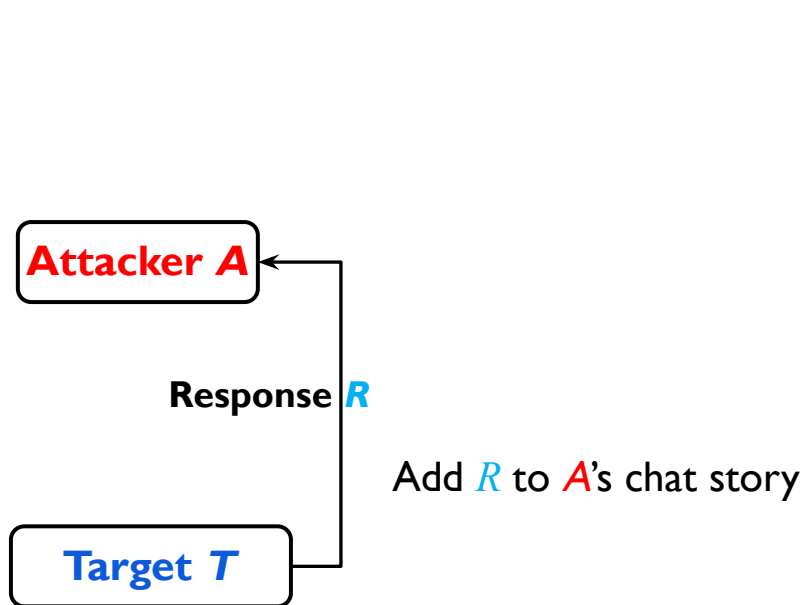 Attacker A
Response R
Add R to A's chat story
Target T